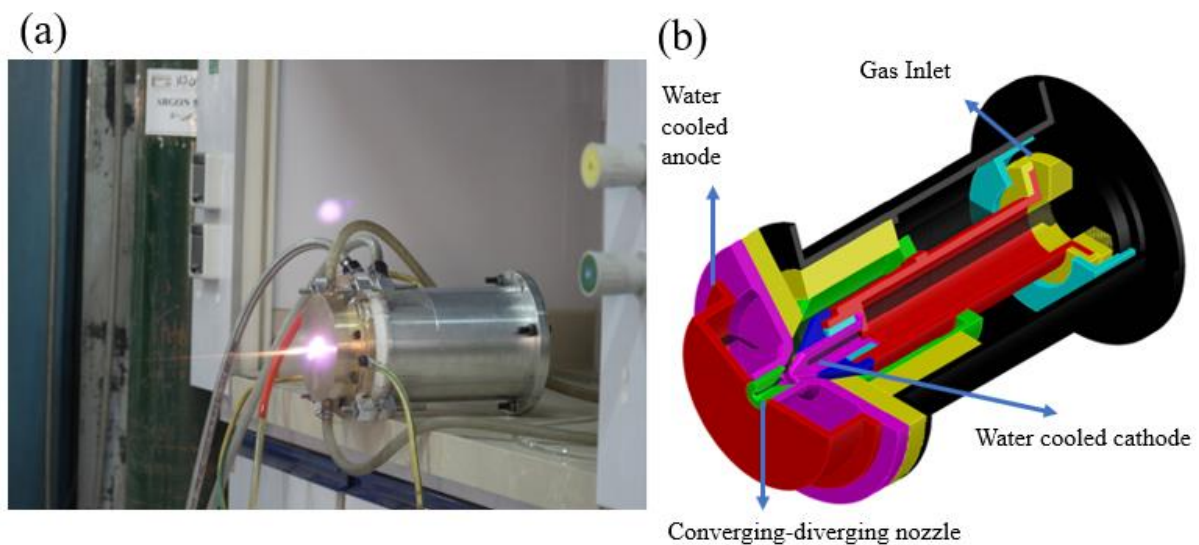 (a)
ARGON
(b)
Gas Inlet
Water
cooled
anode
Water cooled cathode
Converging-diverging nozzle